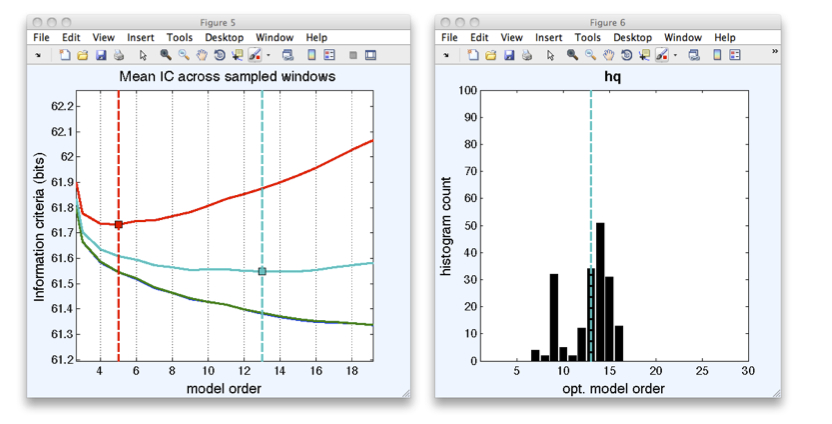 Figure 5
File Edit View Insert Tools Desktop Window Help
Mean IC across sampled windows
Information criteria (bits)
62.2
62.1
62
61.9
61.8
61.7
61.6
61.5
61.4
61.3
61.2
4 6 8 10 12 14 16 18
model order
Figure 6
File Edit View Insert Tools Desktop Window Help
»
hq
histogram count
100
90
80
70
60
50
40
30
20
10
0
5 10 15 20 25 30
opt. model order